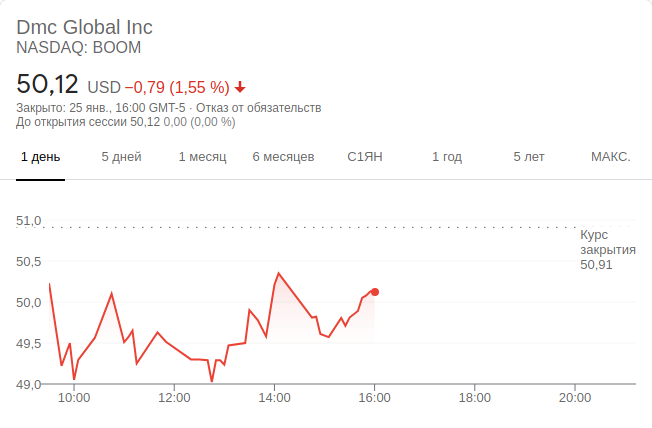 Dmc Global Inc
NASDAQ: BOOM
50,12 USD −0,79 (1,55 %)
Закрыто: 25 янв., 16:00 GMT-5 · Отказ от обязательств
До открытия сессии 50,12 0,00 (0,00 %)
1 день 5 дней 1 месяц 6 месяцев С1ЯН 1 год 5 лет МАКС.
51,0
Курс
закрытия
50,5
50,91
50,0
49,5
49,0
10:00 12:00 14:00 16:00 18:00 20:00